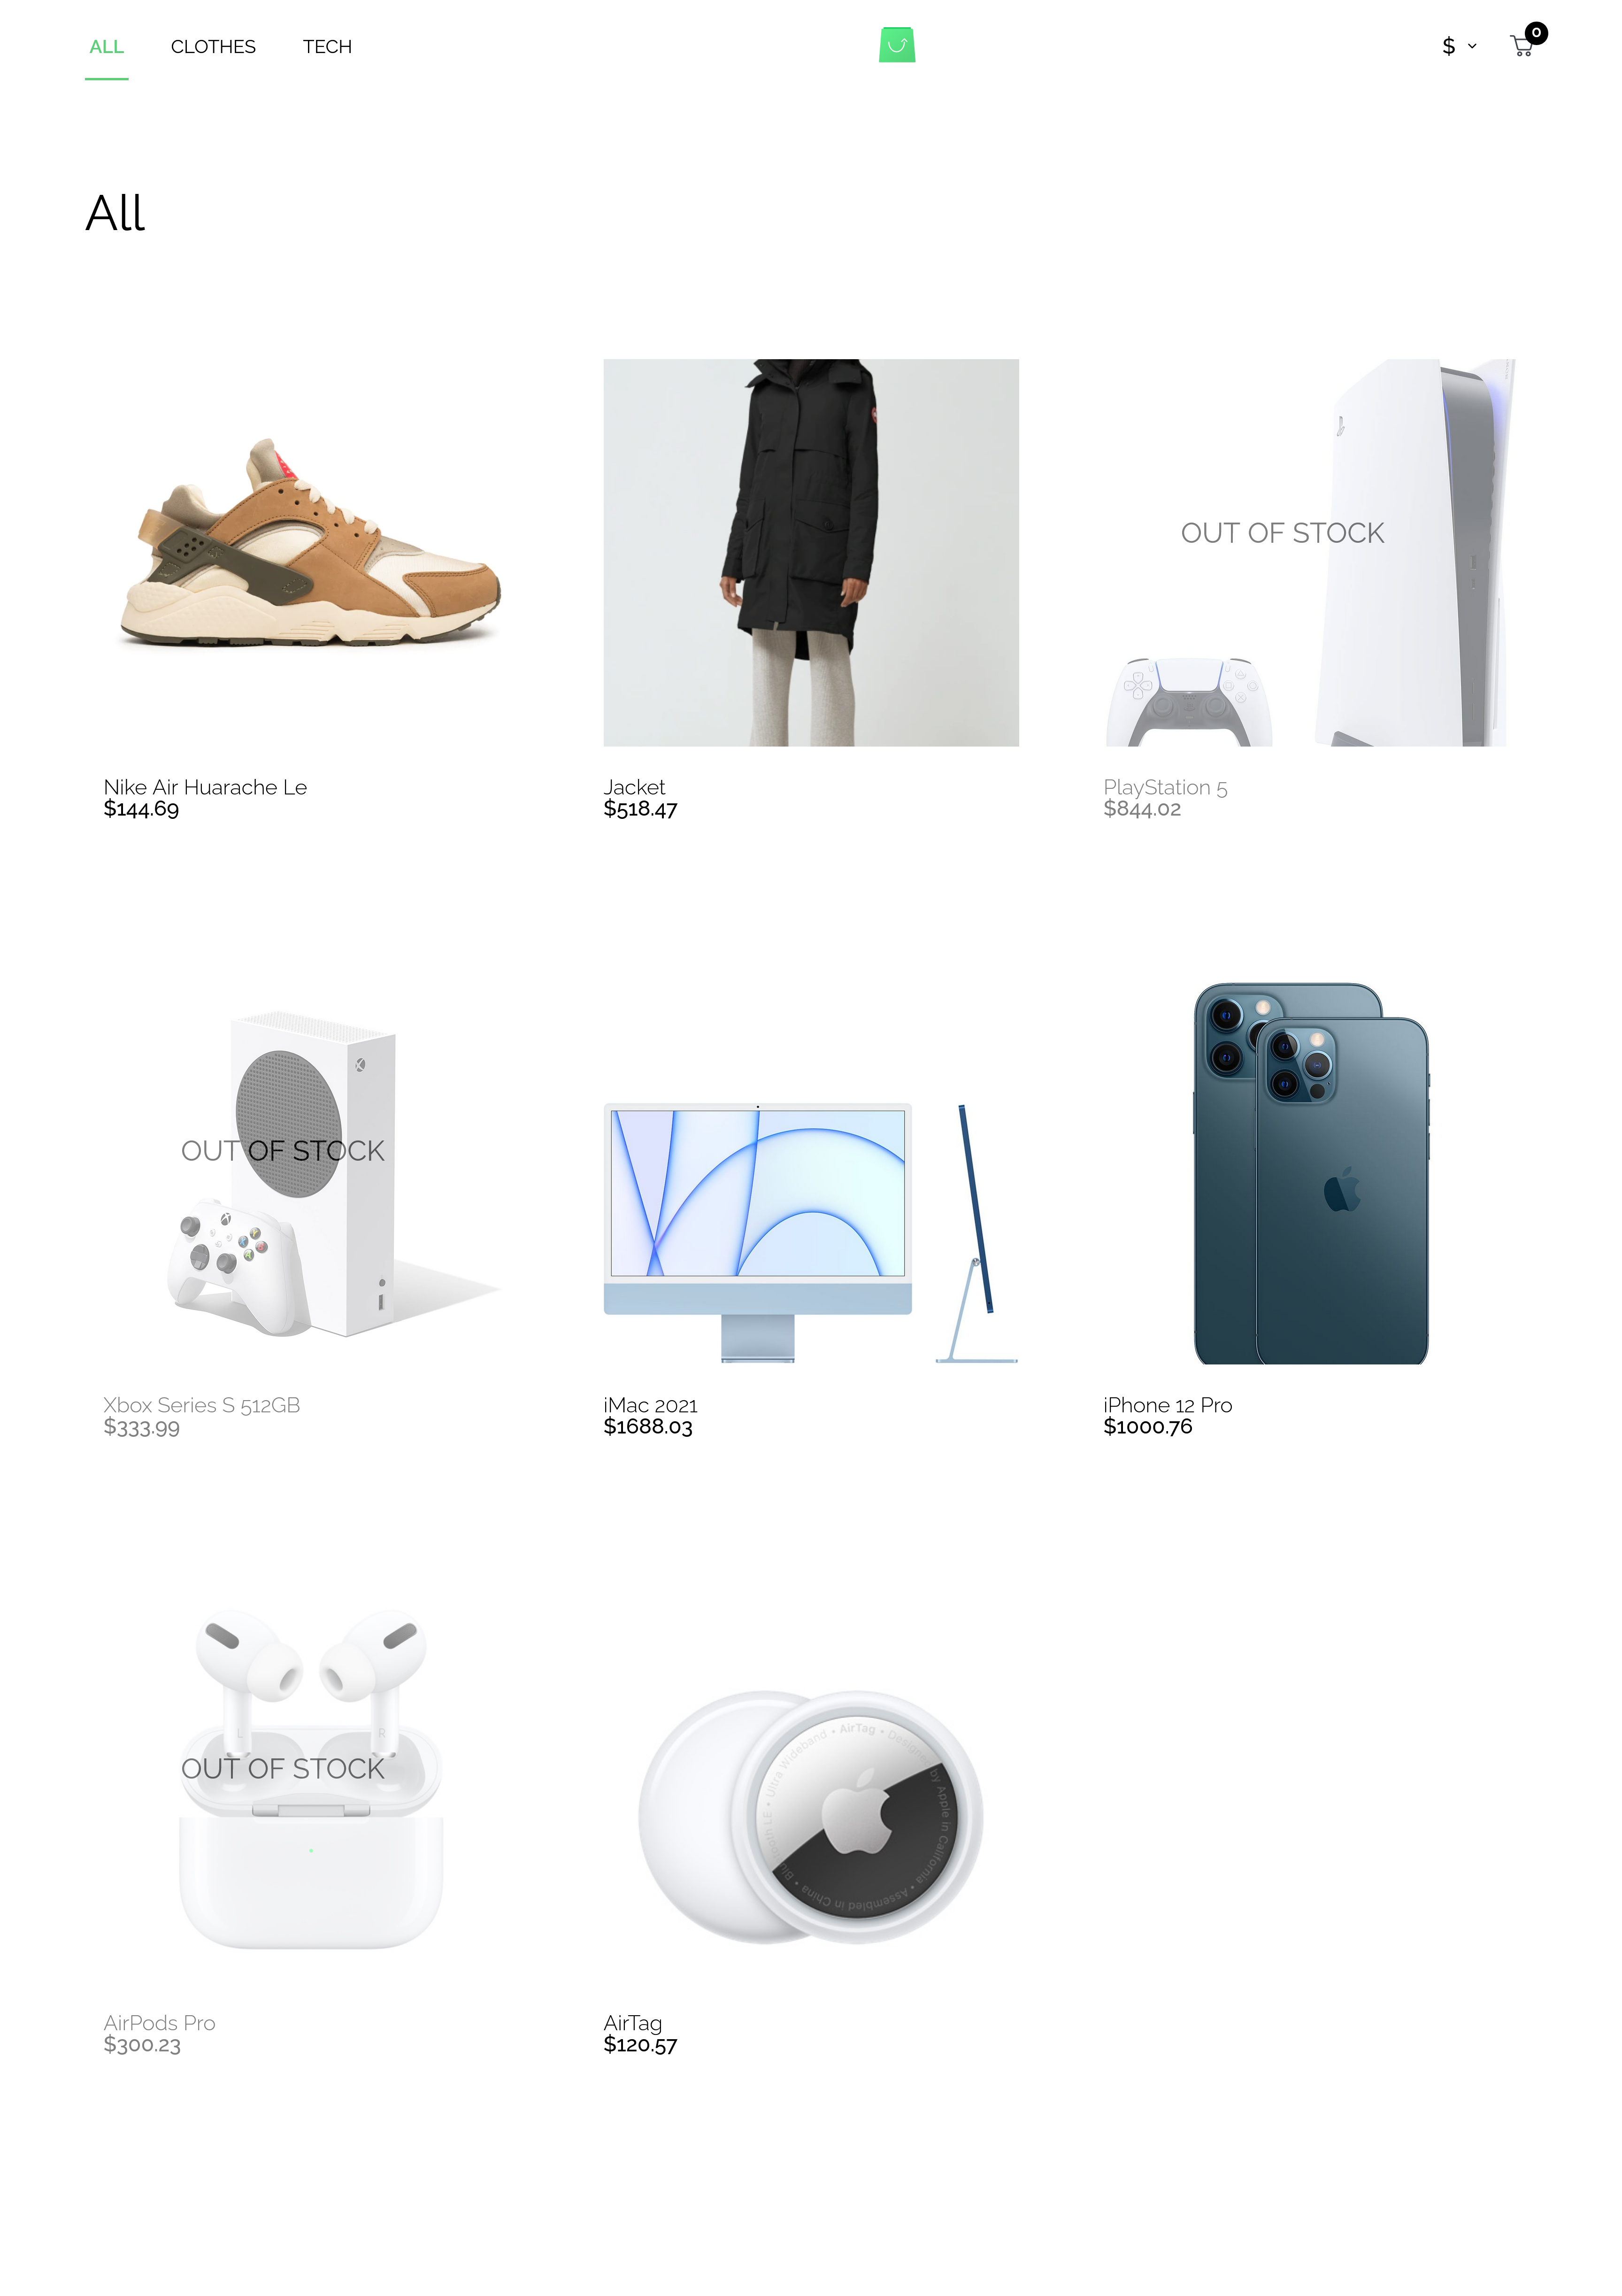 ALL CLOTHES TECH $ 0
All
OUT OF STOCK
Nike Air Huarache Le
$144.69
Jacket
$518.47
PlayStation 5
$844.02
OUT OF STOCK
Xbox Series S 512GB
$333.99
iMac 2021
$1688.03
iPhone 12 Pro
$1000.76
L R
OUT OF STOCK
Ultra Wideband • AirTag • Designed by Apple in California • Assembled in China •
AirPods Pro
$300.23
AirTag
$120.57